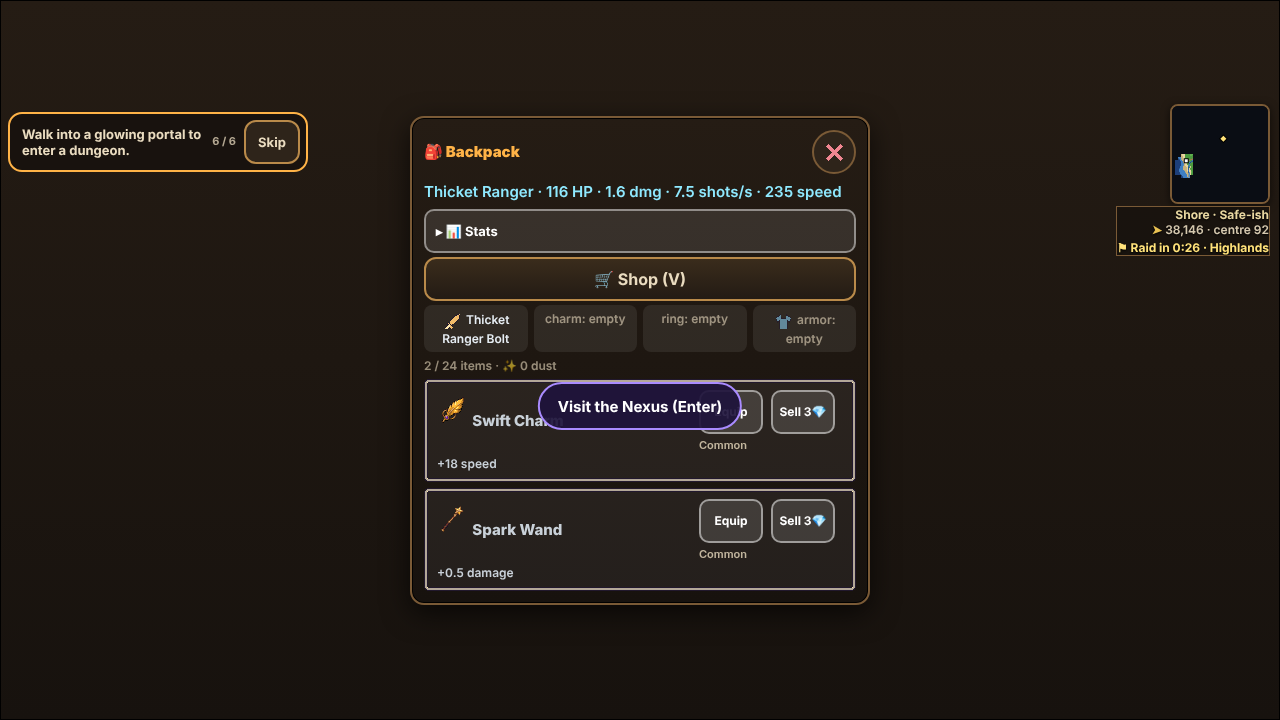 Walk into a glowing portal to
enter a dungeon.
6 / 6
Skip
🎒 Backpack
Thicket Ranger · 116 HP · 1.6 dmg · 7.5 shots/s · 235 speed
▸ 📊 Stats
🛒 Shop (V)
Thicket
Ranger Bolt
charm: empty
ring: empty
armor:
empty
2 / 24 items · ✨ 0 dust
Swift Charm
Visit the Nexus (Enter)
Sell 3💎
Common
+18 speed
Spark Wand
Equip
Sell 3💎
Common
+0.5 damage
Shore · Safe-ish
➤ 38,146 · centre 92
⚑ Raid in 0:26 · Highlands